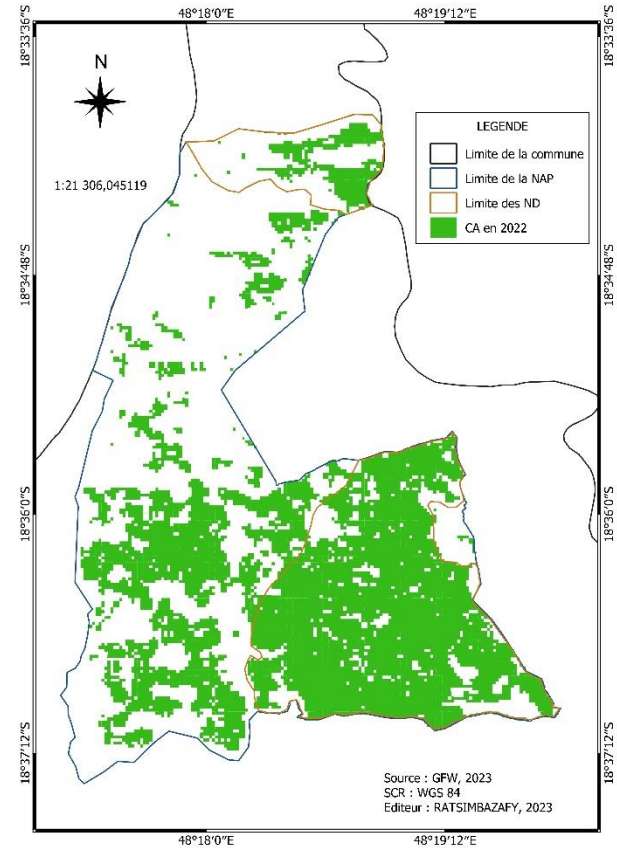 48°18'0"E 48°19'12"E
18°33'36"S 18°33'36"S
N
1:21 306,045119
LEGENDE
Limite de la commune
Limite de la NAP
Limite des ND
CA en 2022
18°34'48"S 18°34'48"S
18°36'0"S 18°36'0"S
18°37'12"S 18°37'12"S
Source : GFW, 2023
SCR : WGS 84
Editeur : RATSIMBAZAFY, 2023
48°18'0"E 48°19'12"E